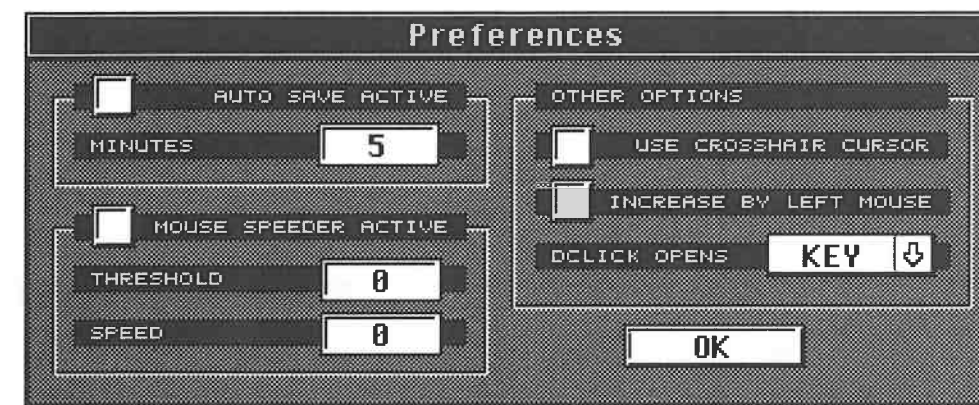 Preferences
AUTO SAVE ACTIVE
MINUTES 5
MOUSE SPEEDER ACTIVE
THRESHOLD 0
SPEED 0
OTHER OPTIONS
USE CROSSHAIR CURSOR
INCREASE BY LEFT MOUSE
DCLICK OPENS KEY
OK